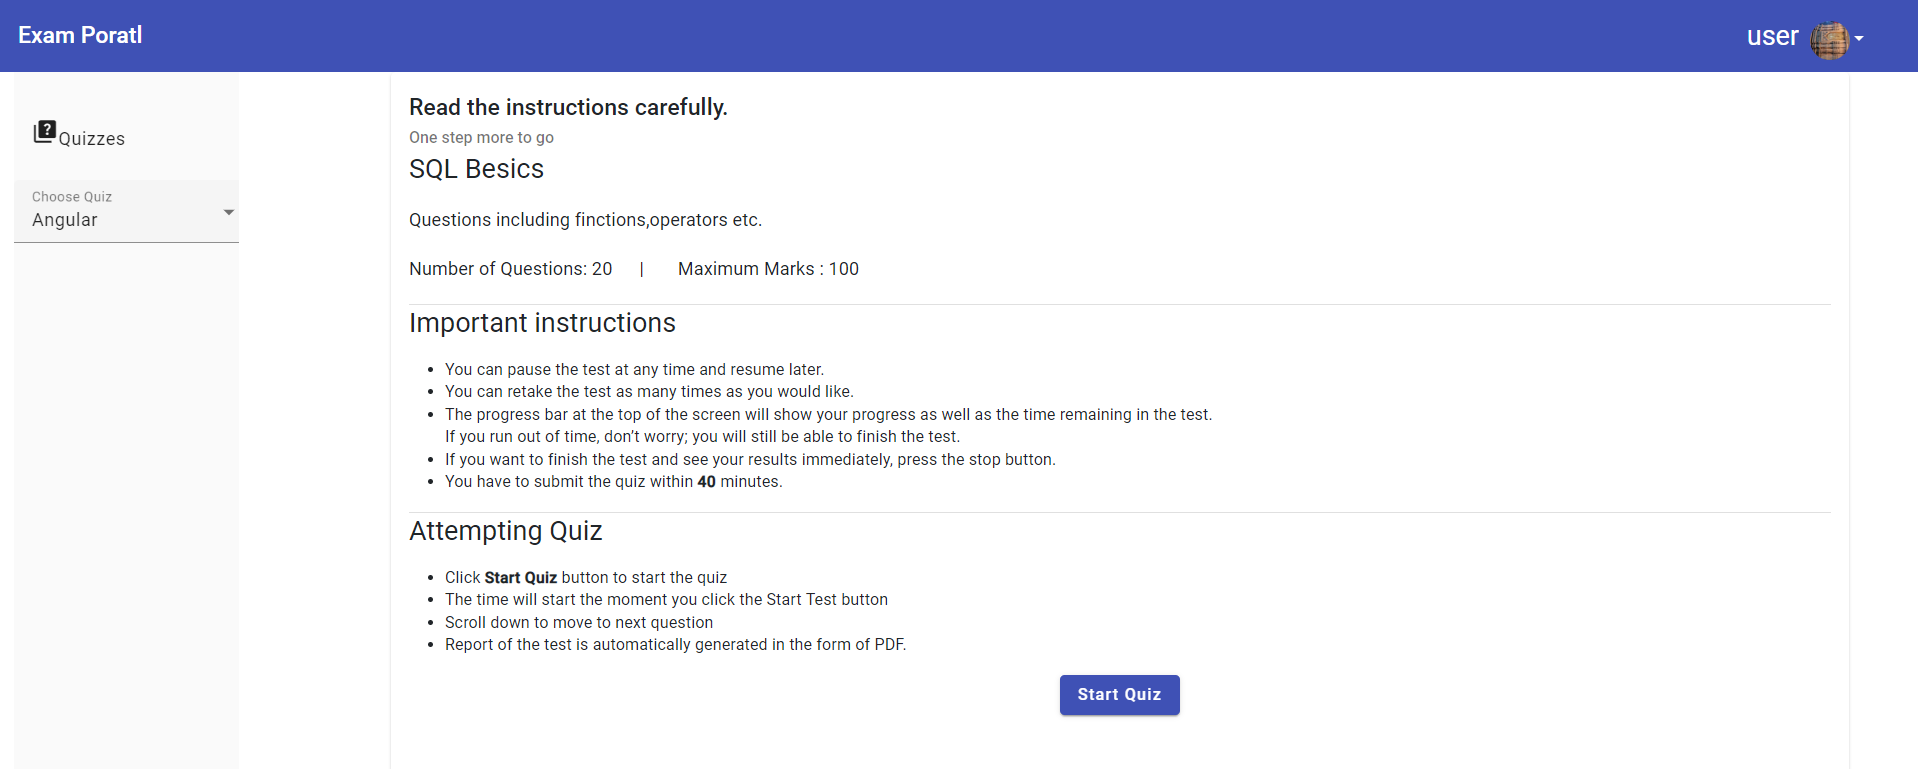 Exam Poratl
user
Quizzes
Choose Quiz
Angular
Read the instructions carefully.
One step more to go
SQL Besics
Questions including finctions,operators etc.
Number of Questions: 20 | Maximum Marks : 100
Important instructions
• You can pause the test at any time and resume later.
• You can retake the test as many times as you would like.
• The progress bar at the top of the screen will show your progress as well as the time remaining in the test.
If you run out of time, don’t worry; you will still be able to finish the test.
• If you want to finish the test and see your results immediately, press the stop button.
• You have to submit the quiz within 40 minutes.
Attempting Quiz
• Click Start Quiz button to start the quiz
• The time will start the moment you click the Start Test button
• Scroll down to move to next question
• Report of the test is automatically generated in the form of PDF.
Start Quiz